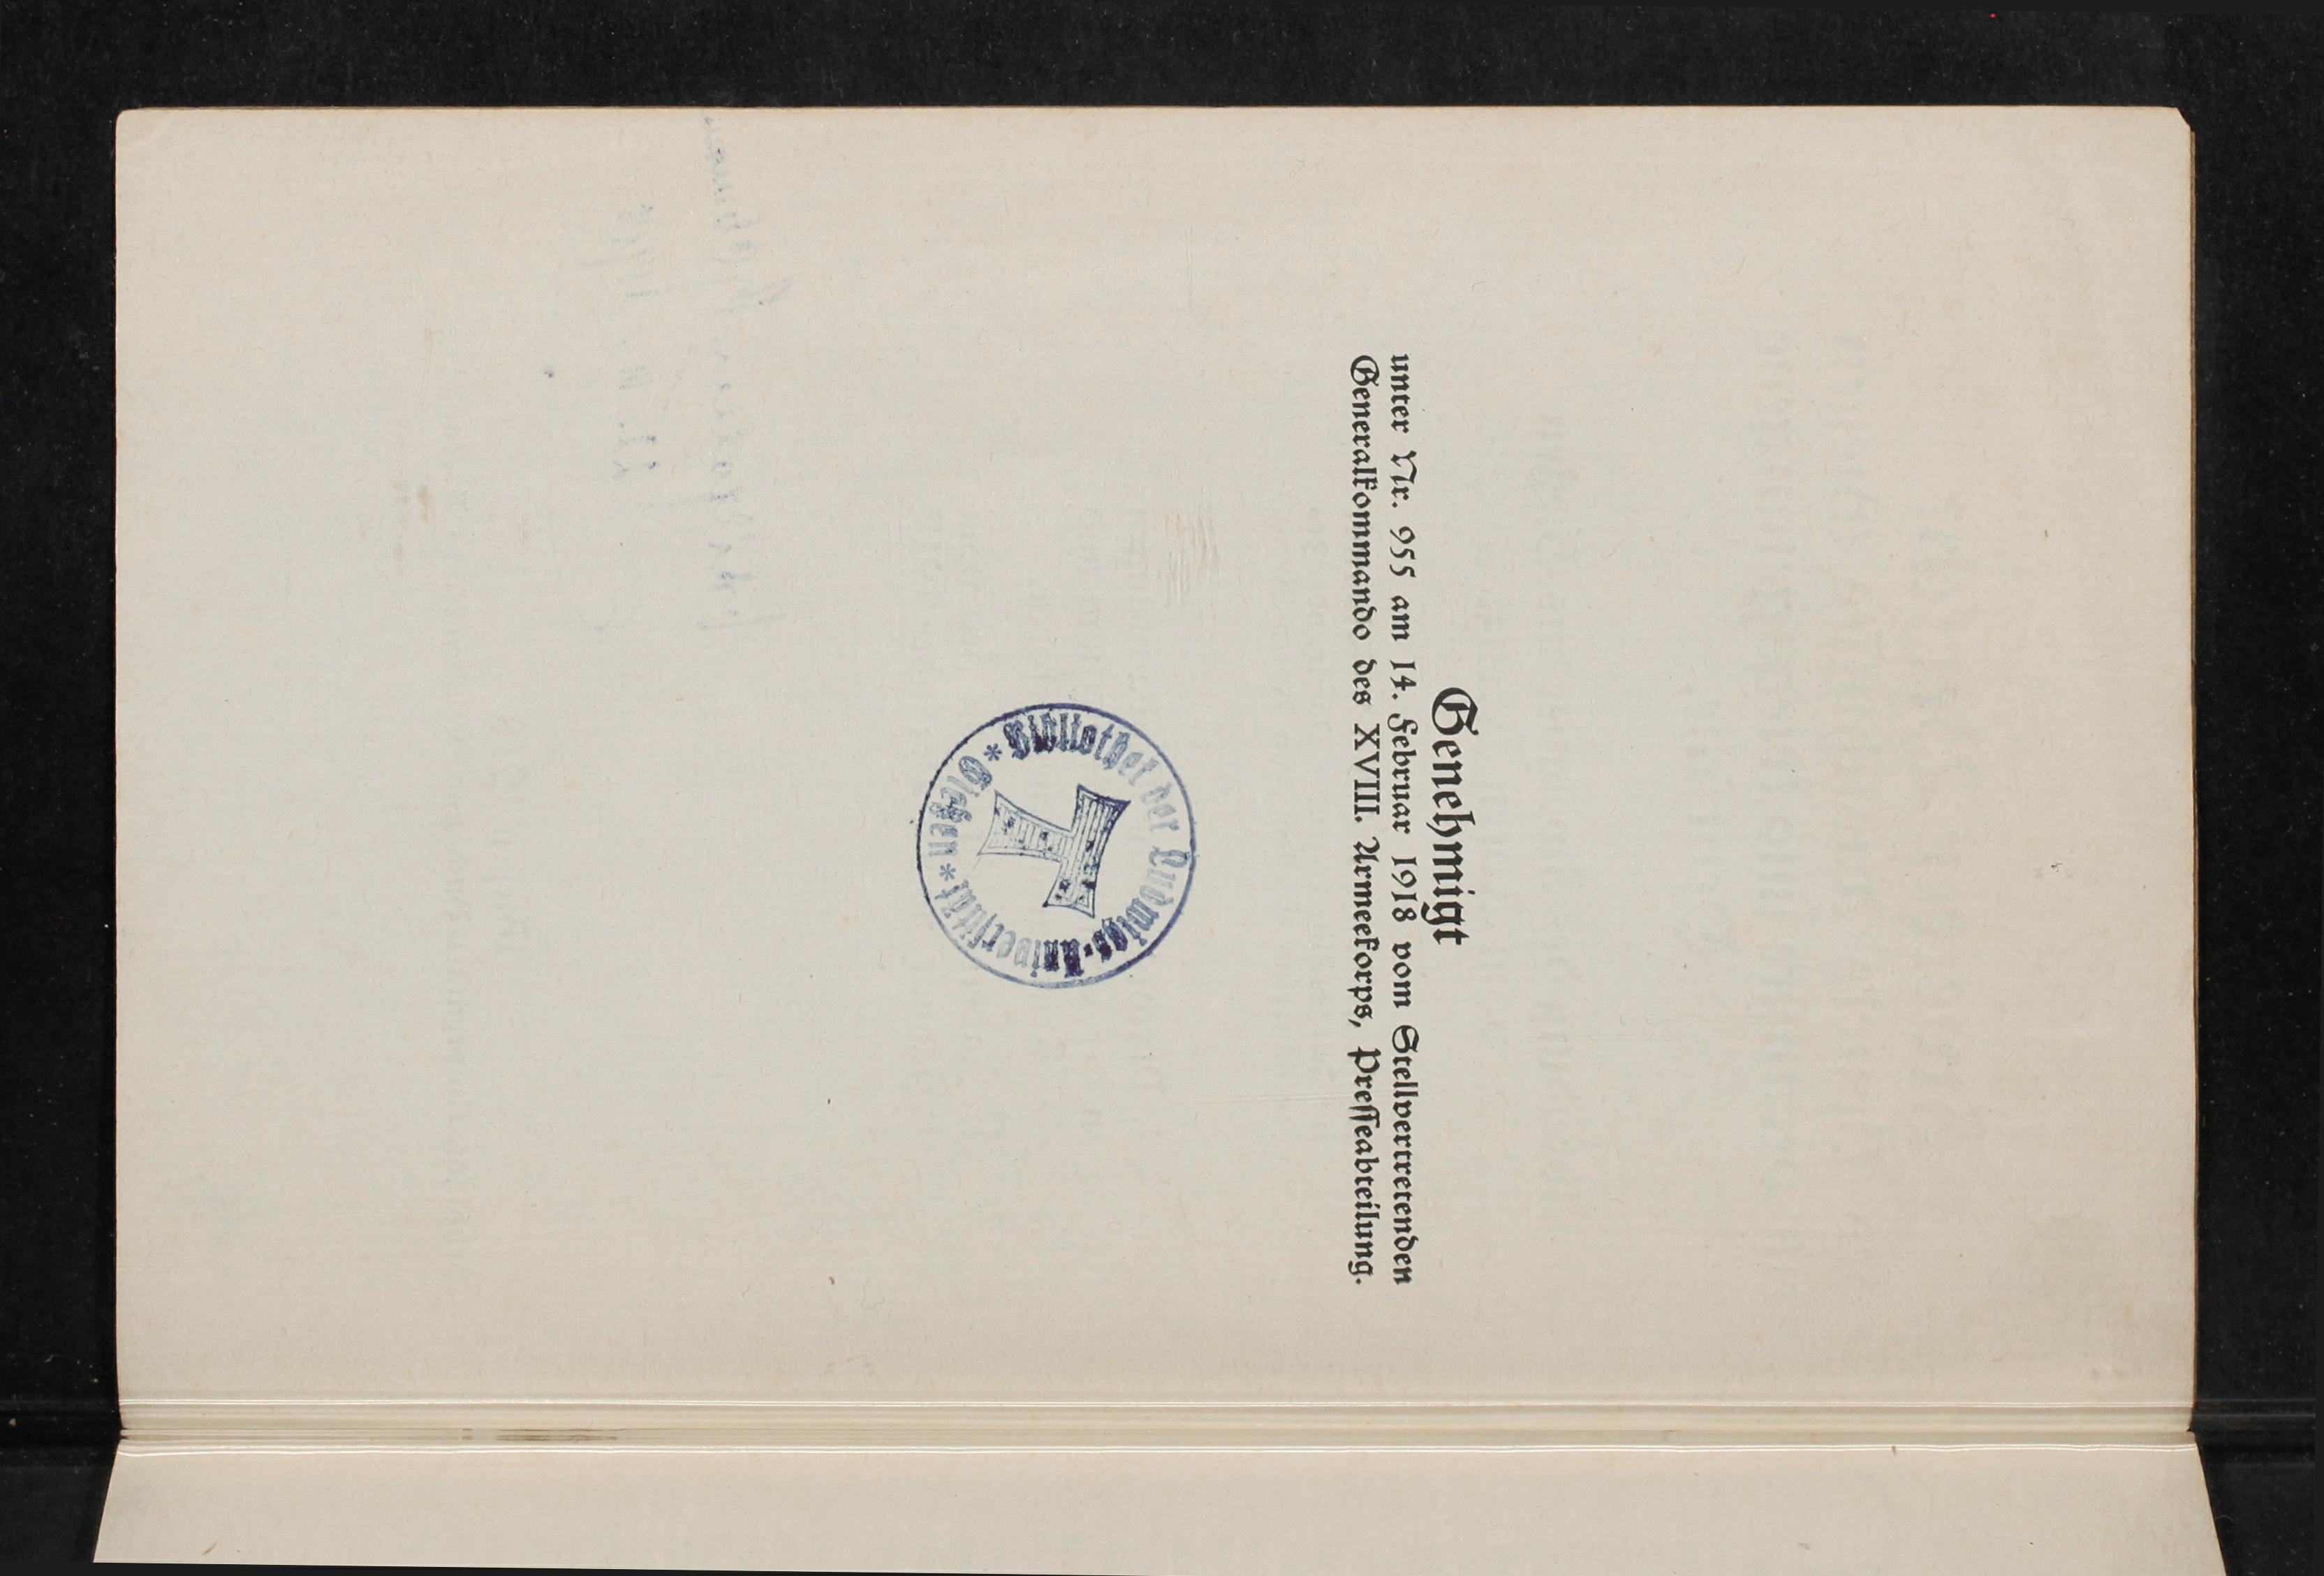 Genehmigt
unter Nr. 955 am 14. Februar 1918 vom Stellvertretenden
Generalkommando des XVIII. Armeekorps, Presseabteilung.
* Bibliothek der Ludwigs-Universität * Gießen